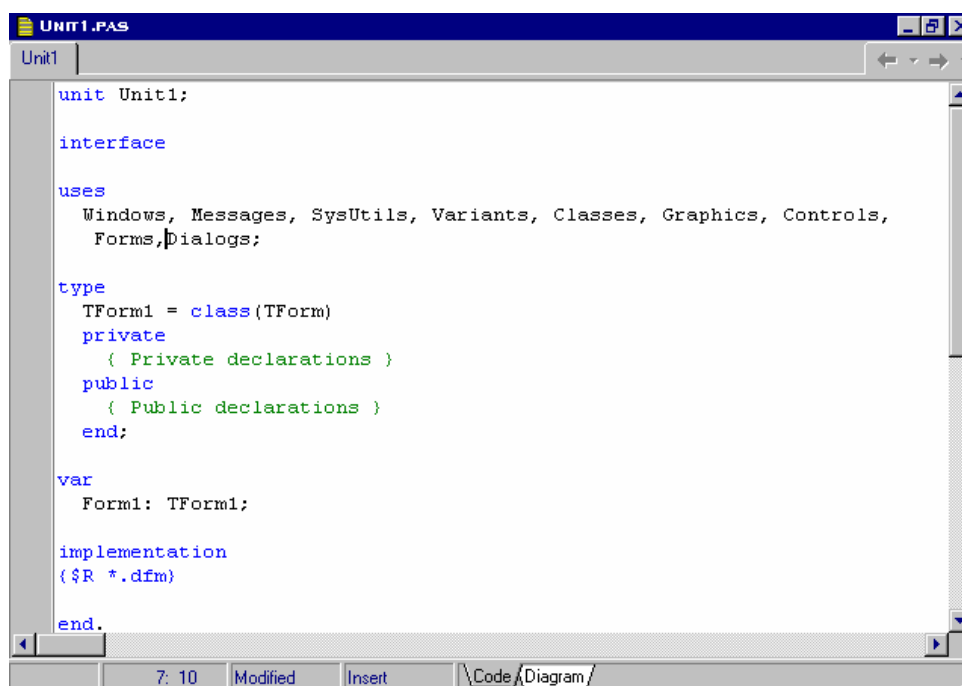 UNIT1.PAS
Unit1
unit Unit1;
interface
uses
Windows, Messages, SysUtils, Variants, Classes, Graphics, Controls,
Forms,Dialogs;
type
TForm1 = class(TForm)
private
{ Private declarations }
public
{ Public declarations }
end;
var
Form1: TForm1;
implementation
{$R *.dfm}
end.
7: 10 Modified Insert \Code/Diagram/